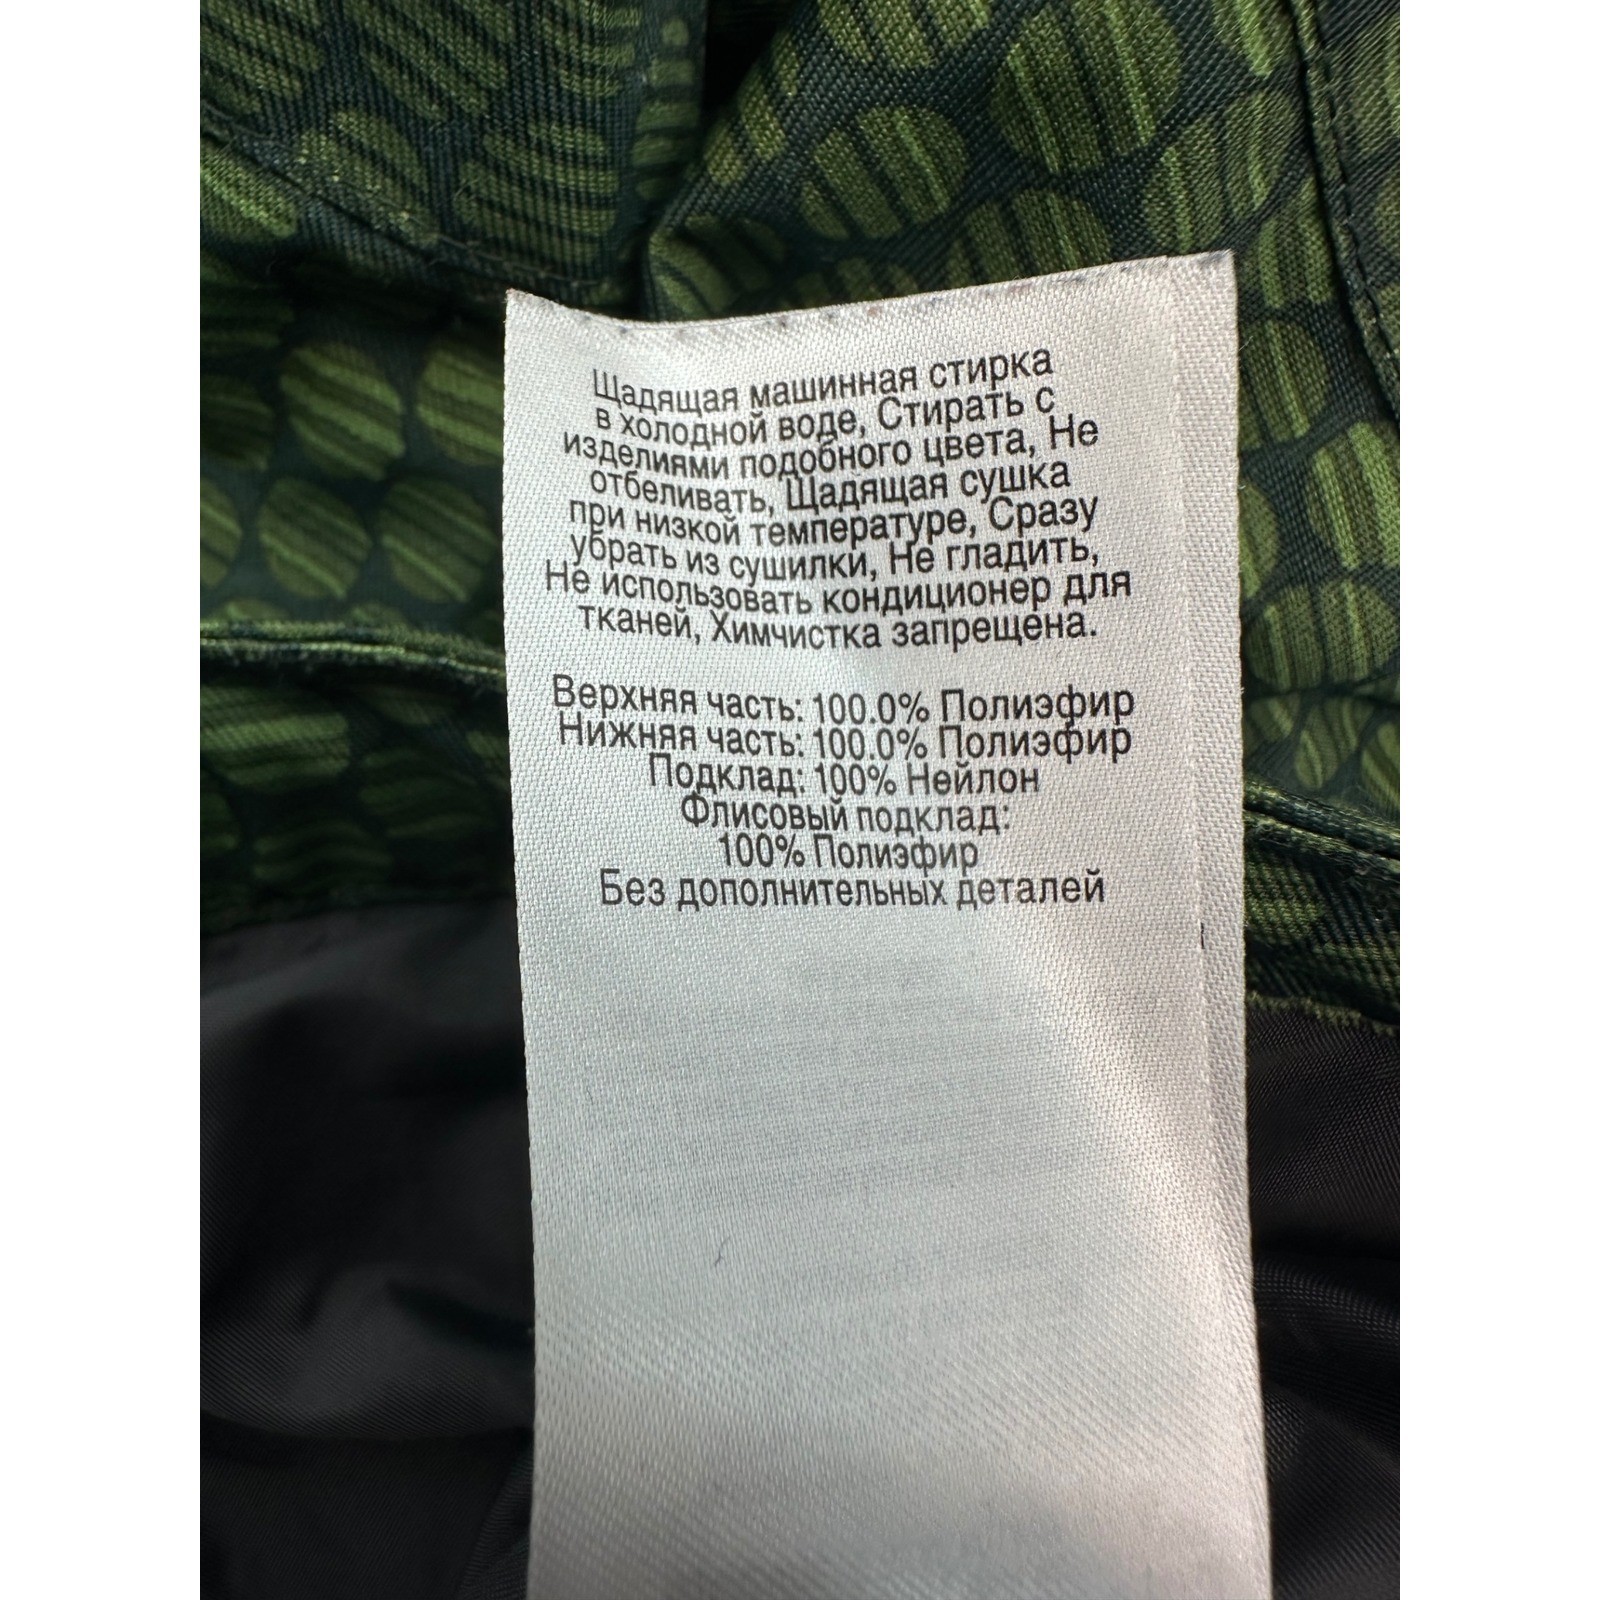 Щадящая машинная стирка
в холодной воде, Стирать с
изделиями подобного цвета, Не
отбеливать, Щадящая сушка
при низкой температуре, Сразу
убрать из сушилки, Не гладить,
Не использовать кондиционер для
тканей, Химчистка запрещена.
Верхняя часть: 100.0% Полиэфир
Нижняя часть: 100.0% Полиэфир
Подклад: 100% Нейлон
Флисовый подклад:
100% Полиэфир
Без дополнительных деталей